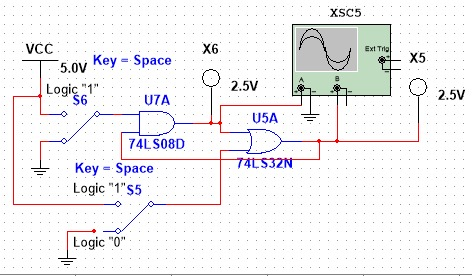 XSC5
VCC
5.0V
Key = Space
X6
2.5V
Ext Trig
X5
2.5V
Logic "1"
S6
U7A
A
B
U5A
74LS08D
74LS32N
Key = Space
Logic "1"
S5
Logic "0"